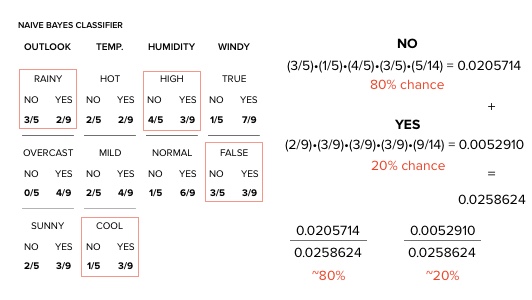 NAIVE BAYES CLASSIFIER
OUTLOOK TEMP. HUMIDITY WINDY
RAINY HOT HIGH TRUE
NO YES NO YES NO YES NO YES
3/5 2/9 2/5 2/9 4/5 3/9 1/5 7/9
OVERCAST MILD NORMAL FALSE
NO YES NO YES NO YES NO YES
0/5 4/9 2/5 4/9 1/5 6/9 3/5 3/9
SUNNY COOL
NO YES NO YES
2/5 3/9 1/5 3/9
NO
(3/5)•(1/5)•(4/5)•(3/5)•(5/14) = 0.0205714
80% chance
+
YES
(2/9)•(3/9)•(3/9)•(3/9)•(9/14) = 0.0052910
20% chance
=
0.0258624
0.0205714 0.0052910
0.0258624 0.0258624
~80% ~20%